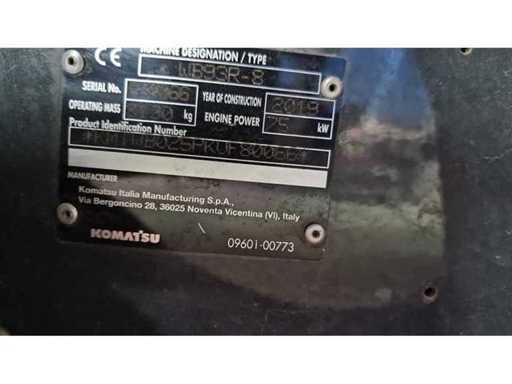 CE MACHINE DESIGNATION / TYPE
WB93R-8
SERIAL No. YEAR OF CONSTRUCTION 2019
OPERATING MASS kg ENGINE POWER 75 kW
Product Identification Number
MANUFACTURER
Komatsu Italia Manufacturing S.p.A.,
Via Bergoncino 28, 36025 Noventa Vicentina (VI), Italy
KOMATSU 0960I-00773